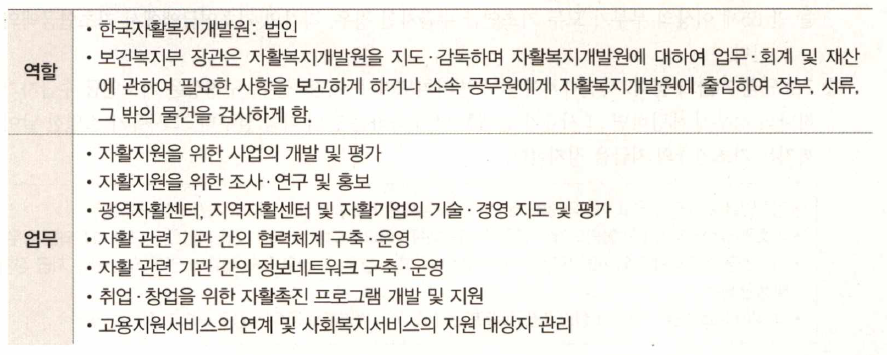 역할
• 한국자활복지개발원: 법인
• 보건복지부 장관은 자활복지개발원을 지도·감독하며 자활복지개발원에 대하여 업무·회계 및 재산
에 관하여 필요한 사항을 보고하게 하거나 소속 공무원에게 자활복지개발원에 출입하여 장부, 서류,
그 밖의 물건을 검사하게 함.
업무
• 자활지원을 위한 사업의 개발 및 평가
• 자활지원을 위한 조사·연구 및 홍보
• 광역자활센터, 지역자활센터 및 자활기업의 기술·경영 지도 및 평가
• 자활 관련 기관 간의 협력체계 구축·운영
• 자활 관련 기관 간의 정보네트워크 구축·운영
• 취업·창업을 위한 자활촉진 프로그램 개발 및 지원
• 고용지원서비스의 연계 및 사회복지서비스의 지원 대상자 관리